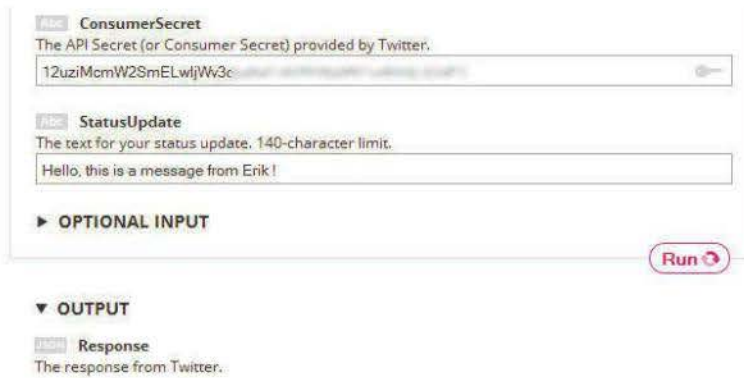 Abc ConsumerSecret
The API Secret (or Consumer Secret) provided by Twitter.
Abc StatusUpdate
The text for your status update. 140-character limit.
Hello, this is a message from Erik !
▶ OPTIONAL INPUT
Run
▼ OUTPUT
JSON Response
The response from Twitter.